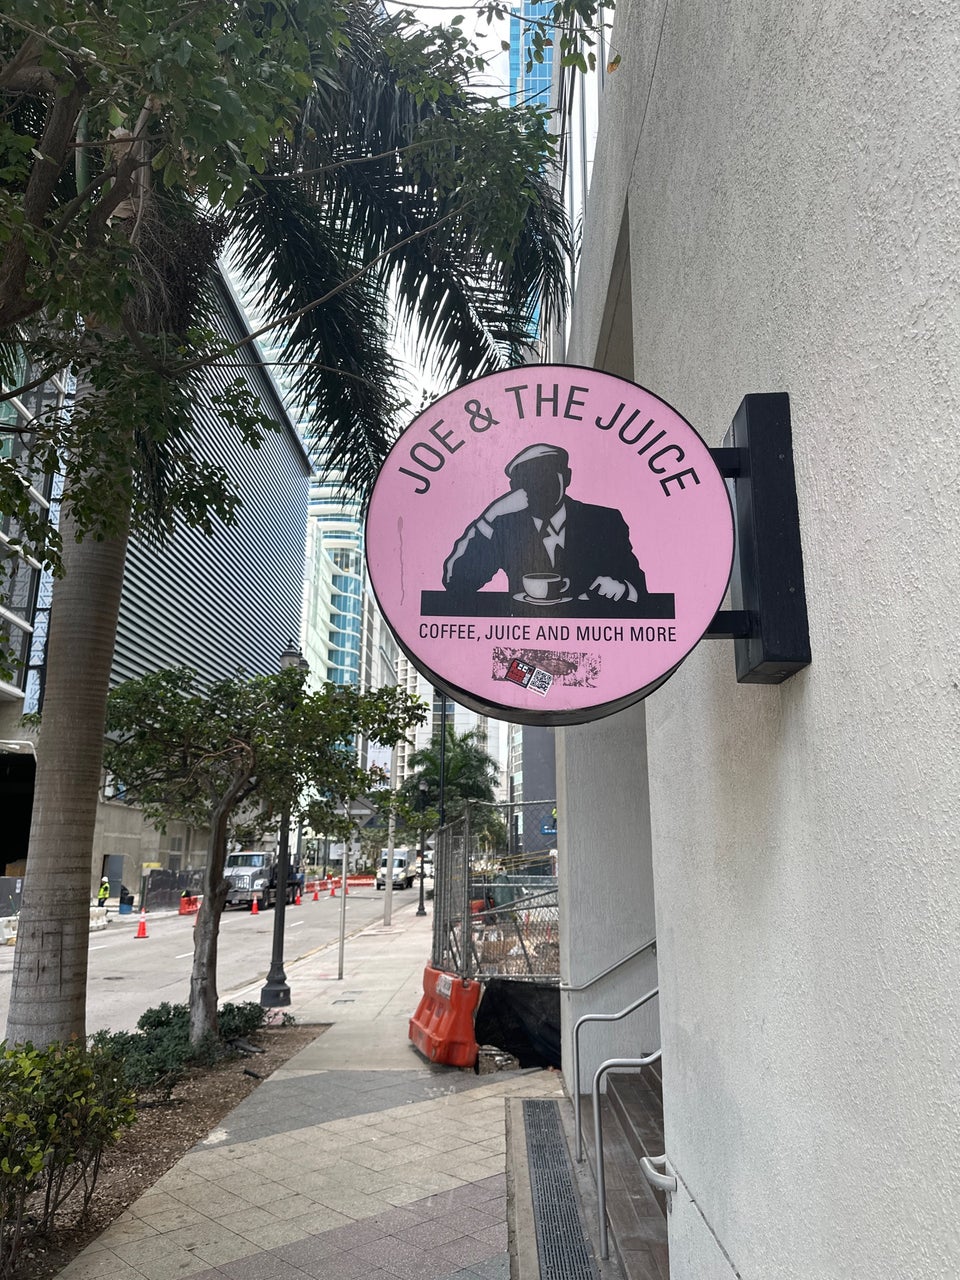 JOE & THE JUICE
COFFEE, JUICE AND MUCH MORE